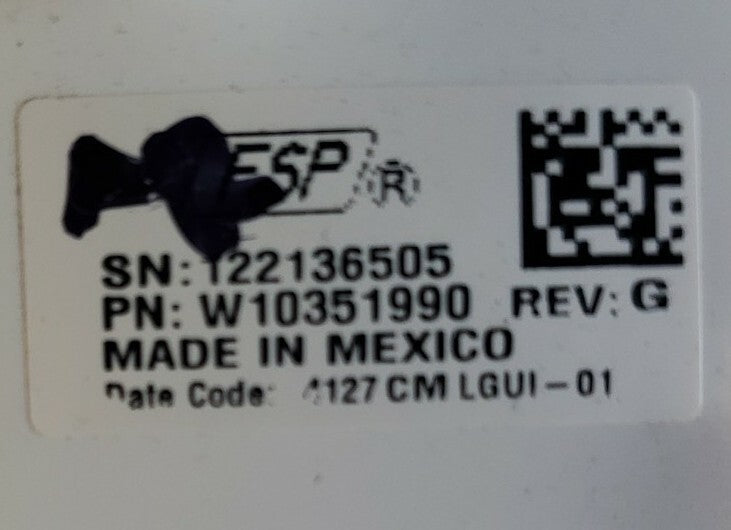 ESP ®
SN: 122136505
PN: W10351990 REV: G
MADE IN MEXICO
Date Code: 4127 CM LGUI-01